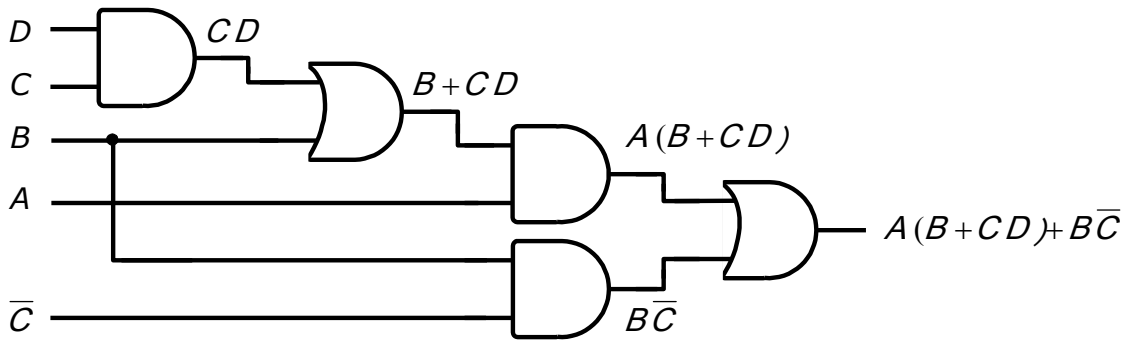 D
CD
C
B+CD
B
A(B+CD)
A
A(B+CD)+BC̅
C̅
BC̅